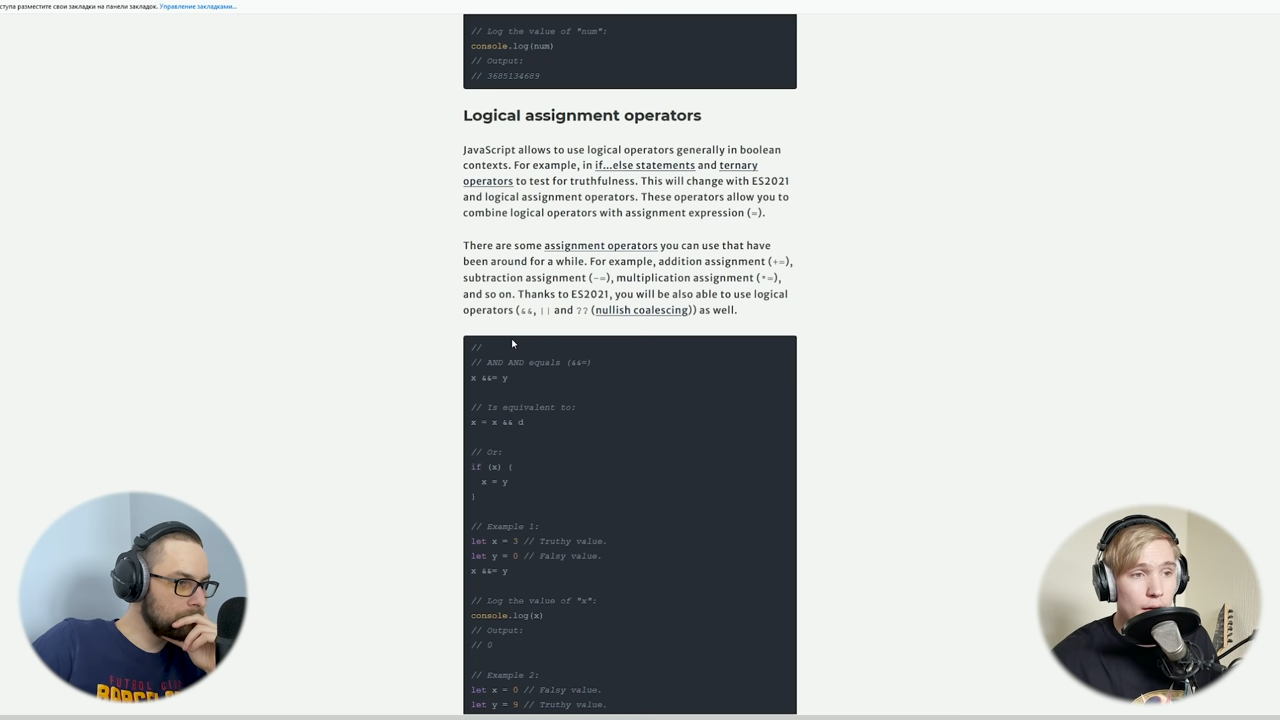 ступа разместите свои закладки на панели закладок. Управление закладками...
// Log the value of "num":
console.log(num)
// Output:
// 3685134689
Logical assignment operators
JavaScript allows to use logical operators generally in boolean
contexts. For example, in if...else statements and ternary
operators to test for truthfulness. This will change with ES2021
and logical assignment operators. These operators allow you to
combine logical operators with assignment expression (=).
There are some assignment operators you can use that have
been around for a while. For example, addition assignment (+=),
subtraction assignment (-=), multiplication assignment (*=),
and so on. Thanks to ES2021, you will be also able to use logical
operators (&&, || and ?? (nullish coalescing)) as well.
//
// AND AND equals (&&=)
x &&= y
// Is equivalent to:
x = x && d
// Or:
if (x) {
x = y
}
// Example 1:
let x = 3 // Truthy value.
let y = 0 // Falsy value.
x &&= y
// Log the value of "x":
console.log(x)
// Output:
// 0
// Example 2:
let x = 0 // Falsy value.
let y = 9 // Truthy value.
FUTBOL